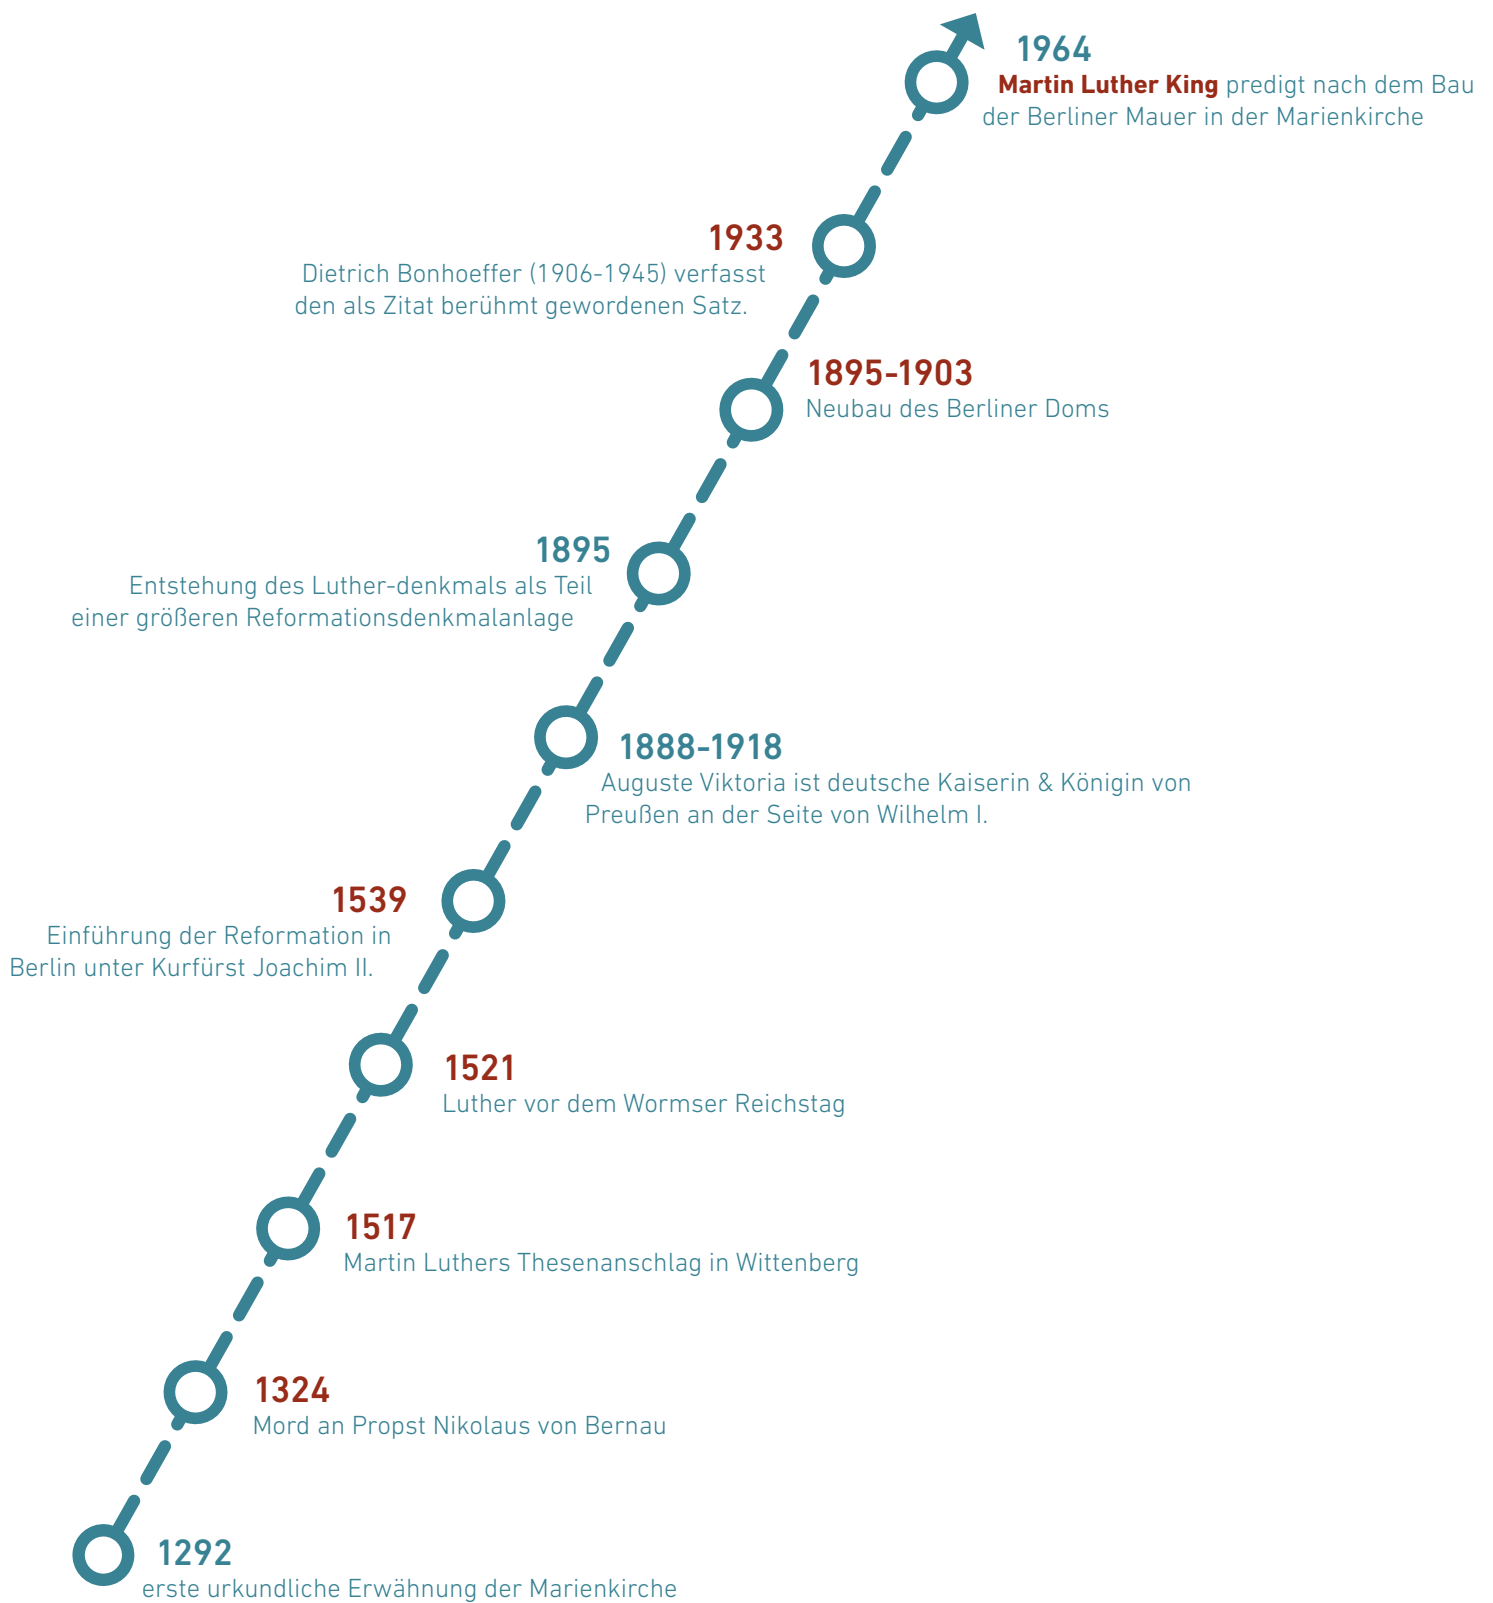 1964
Martin Luther King predigt nach dem Bau
der Berliner Mauer in der Marienkirche
1933
Dietrich Bonhoeffer (1906-1945) verfasst
den als Zitat berühmt gewordenen Satz.
1895-1903
Neubau des Berliner Doms
1895
Entstehung des Luther-denkmals als Teil
einer größeren Reformationsdenkmalanlage
1888-1918
Auguste Viktoria ist deutsche Kaiserin & Königin von
Preußen an der Seite von Wilhelm I.
1539
Einführung der Reformation in
Berlin unter Kurfürst Joachim II.
1521
Luther vor dem Wormser Reichstag
1517
Martin Luthers Thesenanschlag in Wittenberg
1324
Mord an Propst Nikolaus von Bernau
1292
erste urkundliche Erwähnung der Marienkirche